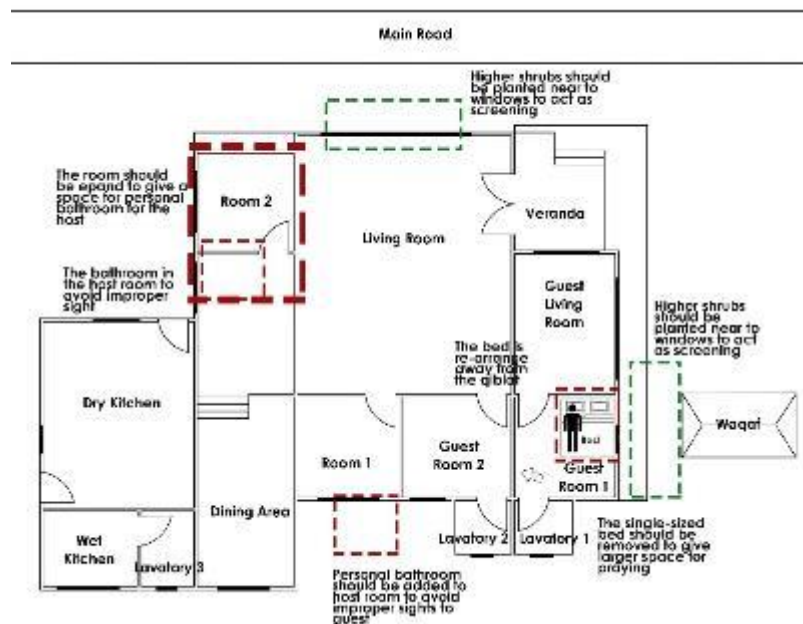 Main Road
Higher shrubs should
be planted near to
windows to act as
screening
The room should
be epand to give a
space for personal
bathroom for the
host
Room 2
Living Room
Veranda
The bathroom in
the host room to
avoid improper
sight
Guest
Living
Room
Higher shrubs
should be
planted near to
windows to act
as screening
The bed is
re-arrange
away from
the qiblat
Dry Kitchen
Waqaf
Bed
Room 1
Guest
Room 2
Guest
Room 1
Dining Area
Wet
Kitchen
Lavatory 3
Lavatory 2
Lavatory 1
The single-sized
bed should be
removed to give
larger space for
praying
Personal bathroom
should be added to
host room to avoid
improper sights to
guest